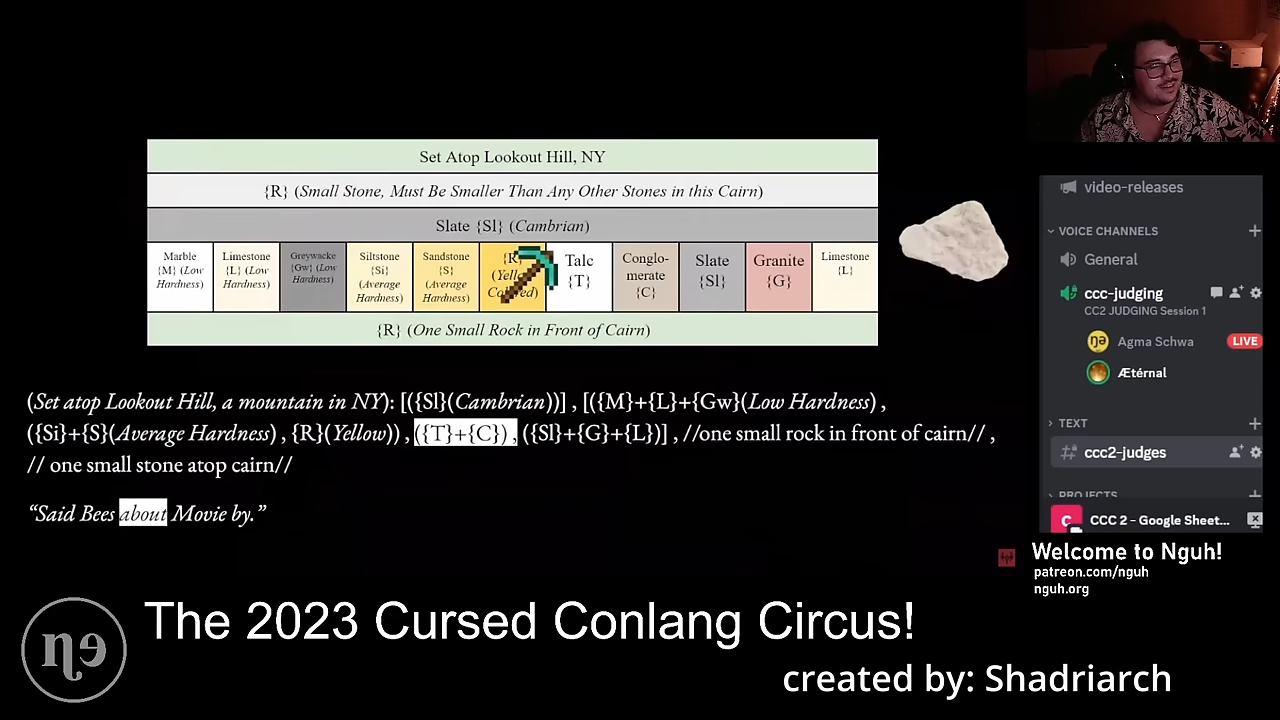 Set Atop Lookout Hill, NY
{R} (Small Stone, Must Be Smaller Than Any Other Stones in this Cairn)
Slate {Sl} (Cambrian)
Marble
{M} (Low
Hardness)
Limestone
{L} (Low
Hardness)
Greywacke
{Gw} (Low
Hardness)
Siltstone
{Si}
(Average
Hardness)
Sandstone
{S}
(Average
Hardness)
Talc
{T}
Conglo-
merate
{C}
Slate
{Sl}
Granite
{G}
Limestone
{L}
{R} (One Small Rock in Front of Cairn)
(Set atop Lookout Hill, a mountain in NY): [({Sl}(Cambrian))] , [({M}+{L}+{Gw}(Low Hardness) ,
({Si}+{S}(Average Hardness) , {R}(Yellow)) , ({T}+{C}) , ({Sl}+{G}+{L})] , //one small rock in front of cairn// ,
// one small stone atop cairn//
“Said Bees about Movie by.”
video-releases
VOICE CHANNELS
General
ccc-judging
CC2 JUDGING Session 1
Agma Schwa LIVE
Ætérnal
TEXT
ccc2-judges
PROJECTS
CCC 2 - Google Sheet...
Welcome to Nguh!
patreon.com/nguh
nguh.org
The 2023 Cursed Conlang Circus!
created by: Shadriarch